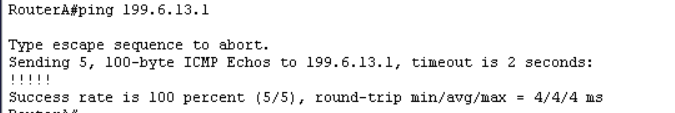 RouterA#ping 199.6.13.1
Type escape sequence to abort.
Sending 5, 100-byte ICMP Echos to 199.6.13.1, timeout is 2 seconds:
!!!!!
Success rate is 100 percent (5/5), round-trip min/avg/max = 4/4/4 ms
RouterA#